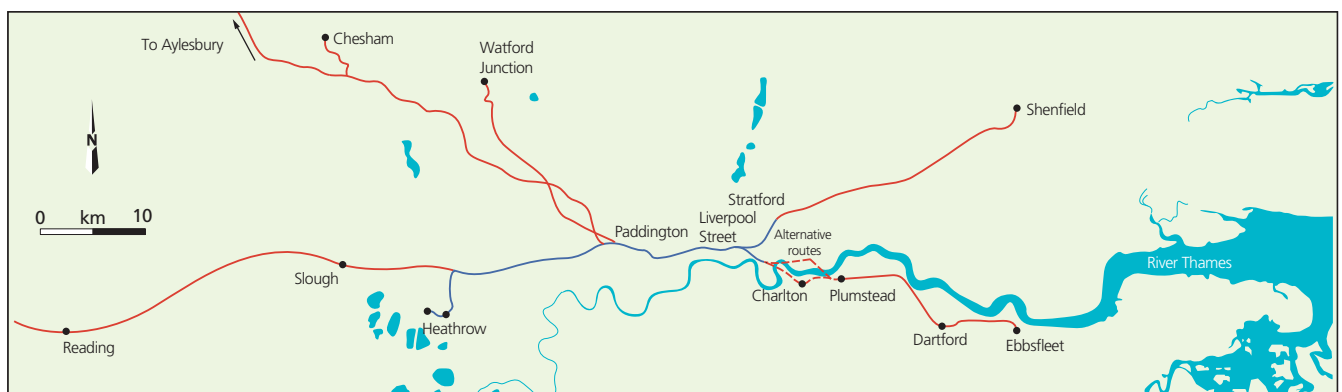 To Aylesbury
Chesham
Watford
Junction
Shenfield
N
0 km 10
Stratford
Liverpool
Street
Paddington
Alternative
routes
River Thames
Slough
Charlton
Plumstead
Heathrow
Reading
Dartford
Ebbsfleet